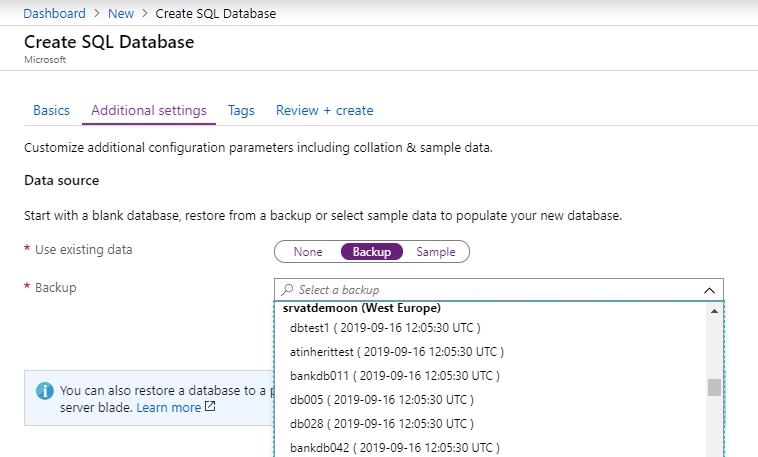 Dashboard > New > Create SQL Database
Create SQL Database
Microsoft
Basics Additional settings Tags Review + create
Customize additional configuration parameters including collation & sample data.
Data source
Start with a blank database, restore from a backup or select sample data to populate your new database.
* Use existing data None Backup Sample
* Backup Select a backup
srvatdemoon (West Europe)
dbtest1 ( 2019-09-16 12:05:30 UTC )
atinherittest ( 2019-09-16 12:05:30 UTC )
bankdb011 ( 2019-09-16 12:05:30 UTC )
db005 ( 2019-09-16 12:05:30 UTC )
db028 ( 2019-09-16 12:05:30 UTC )
bankdb042 ( 2019-09-16 12:05:30 UTC )
You can also restore a database to a
server blade. Learn more